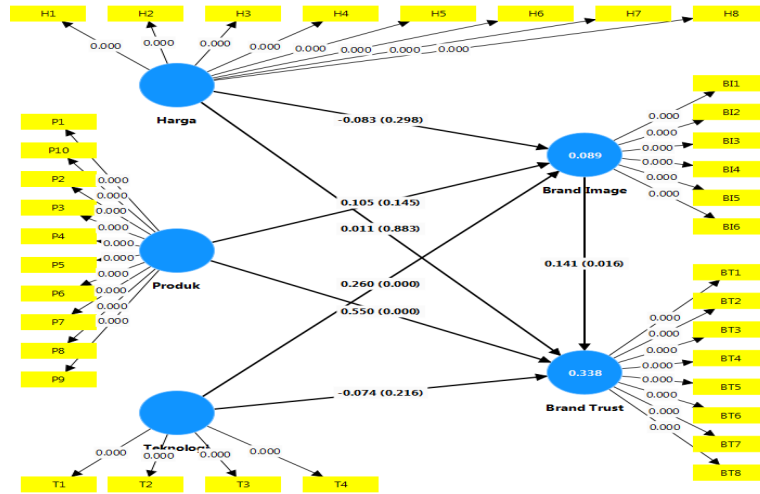 H1 H2 H3 H4 H5 H6 H7 H8
0.000 0.000 0.000 0.000 0.000 0.000 0.000 0.000
Harga
P1
P10
P2
P3
P4
P5
P6
P7
P8
P9
0.000
0.000
0.000
0.000
0.000
0.000
0.000
0.000
0.000
0.000
Produk
Teknologi
0.000 0.000 0.000 0.000
T1 T2 T3 T4
-0.083 (0.298)
0.105 (0.145)
0.011 (0.883)
0.260 (0.000)
0.550 (0.000)
-0.074 (0.216)
0.141 (0.016)
0.089
Brand Image
0.000
0.000
0.000
0.000
0.000
0.000
BI1
BI2
BI3
BI4
BI5
BI6
0.338
Brand Trust
0.000
0.000
0.000
0.000
0.000
0.000
0.000
0.000
BT1
BT2
BT3
BT4
BT5
BT6
BT7
BT8